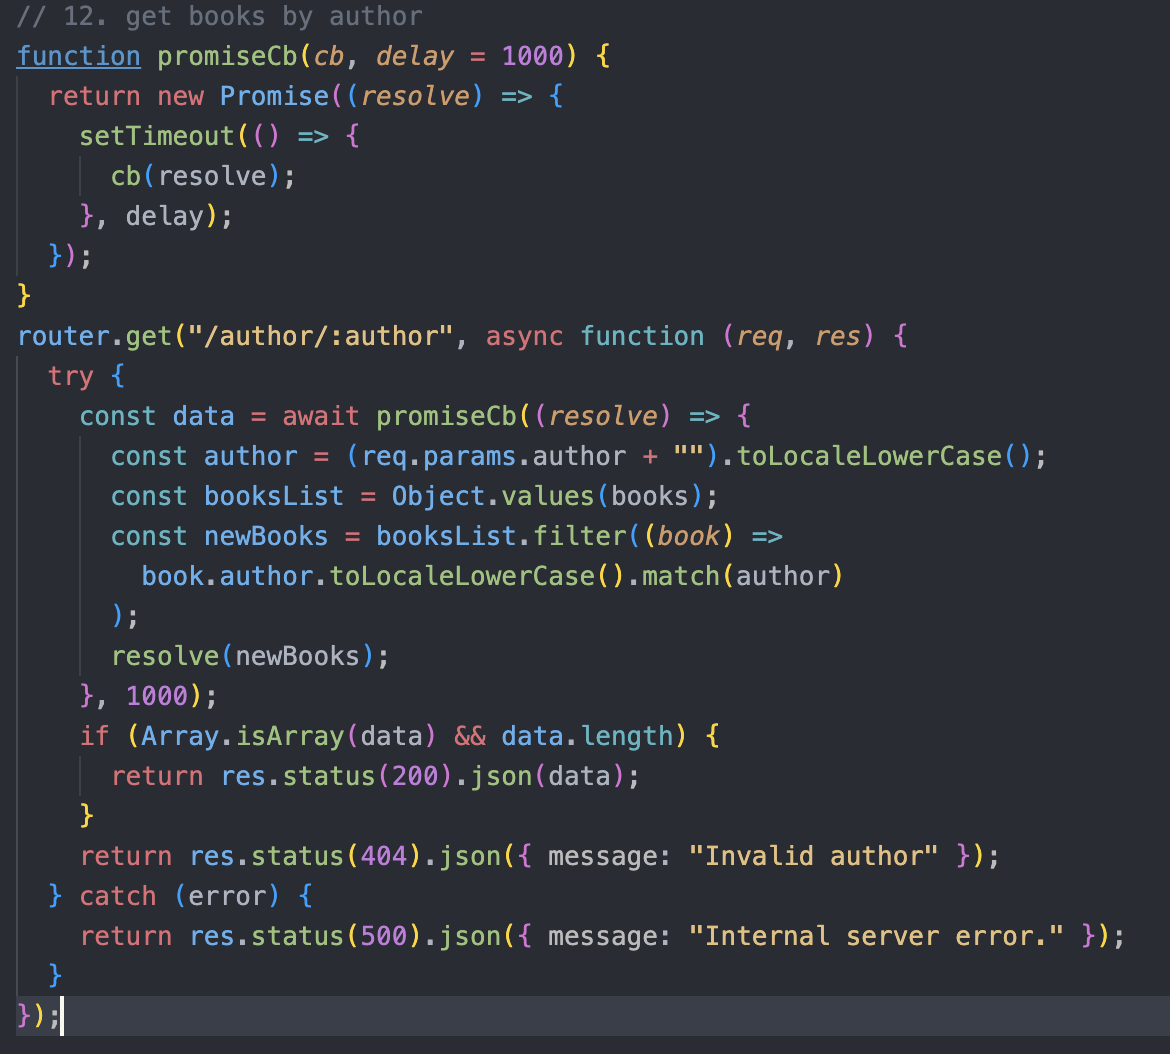 // 12. get books by author
function promiseCb(cb, delay = 1000) {
  return new Promise((resolve) => {
    setTimeout(() => {
      cb(resolve);
    }, delay);
  });
}
router.get("/author/:author", async function (req, res) {
  try {
    const data = await promiseCb((resolve) => {
      const author = (req.params.author + "").toLocaleLowerCase();
      const booksList = Object.values(books);
      const newBooks = booksList.filter((book) =>
        book.author.toLocaleLowerCase().match(author)
      );
      resolve(newBooks);
    }, 1000);
    if (Array.isArray(data) && data.length) {
      return res.status(200).json(data);
    }
    return res.status(404).json({ message: "Invalid author" });
  } catch (error) {
    return res.status(500).json({ message: "Internal server error." });
  }
});